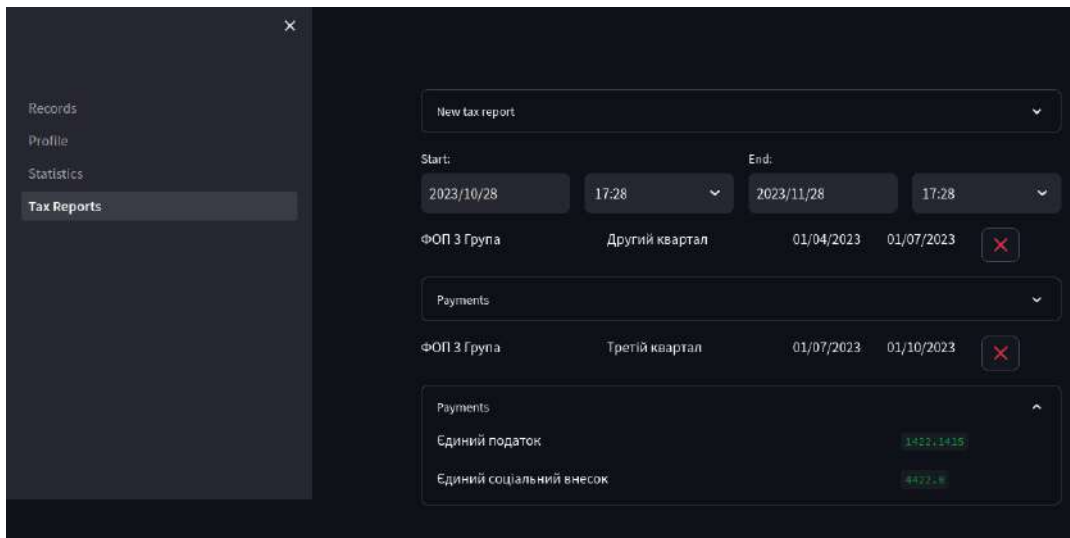 Records
Profile
Statistics
Tax Reports
New tax report
Start: End:
2023/10/28 17:28 2023/11/28 17:28
ФОП 3 Група Другий квартал 01/04/2023 01/07/2023
Payments
ФОП 3 Група Третій квартал 01/07/2023 01/10/2023
Payments
Єдиний податок 1422.1415
Єдиний соціальний внесок 4422.0